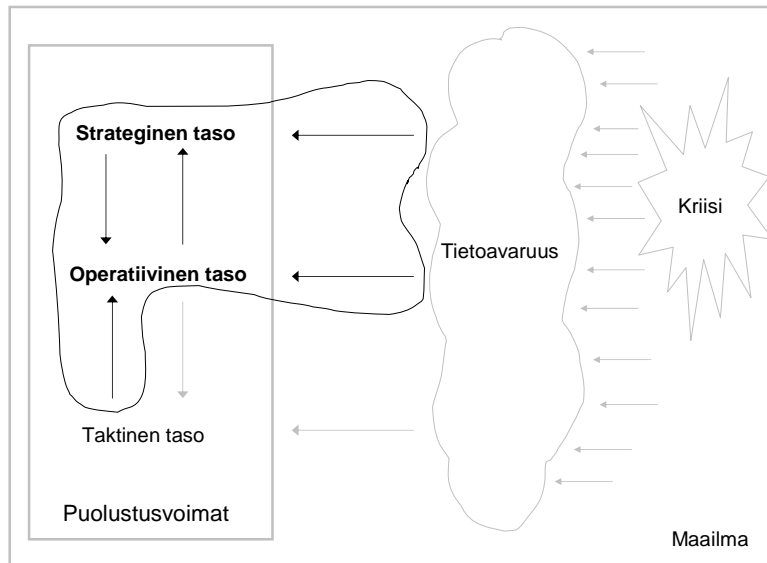 Strateginen taso
Operatiivinen taso
Taktinen taso
Puolustusvoimat
Tietoavaruus
Kriisi
Maailma